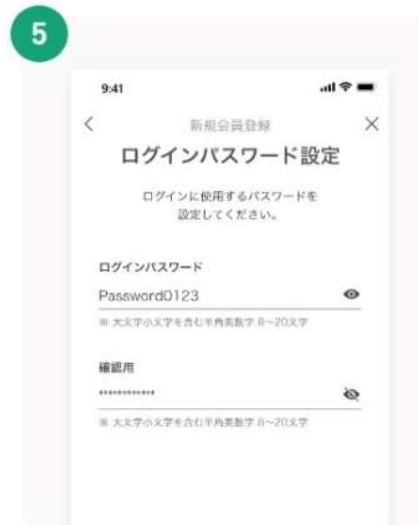 5
9:41
新規会員登録
ログインパスワード設定
ログインに使用するパスワードを
設定してください。
ログインパスワード
Password0123
※ 大文字小文字を含む半角英数字 8〜20文字
確認用
************
※ 大文字小文字を含む半角英数字 8〜20文字